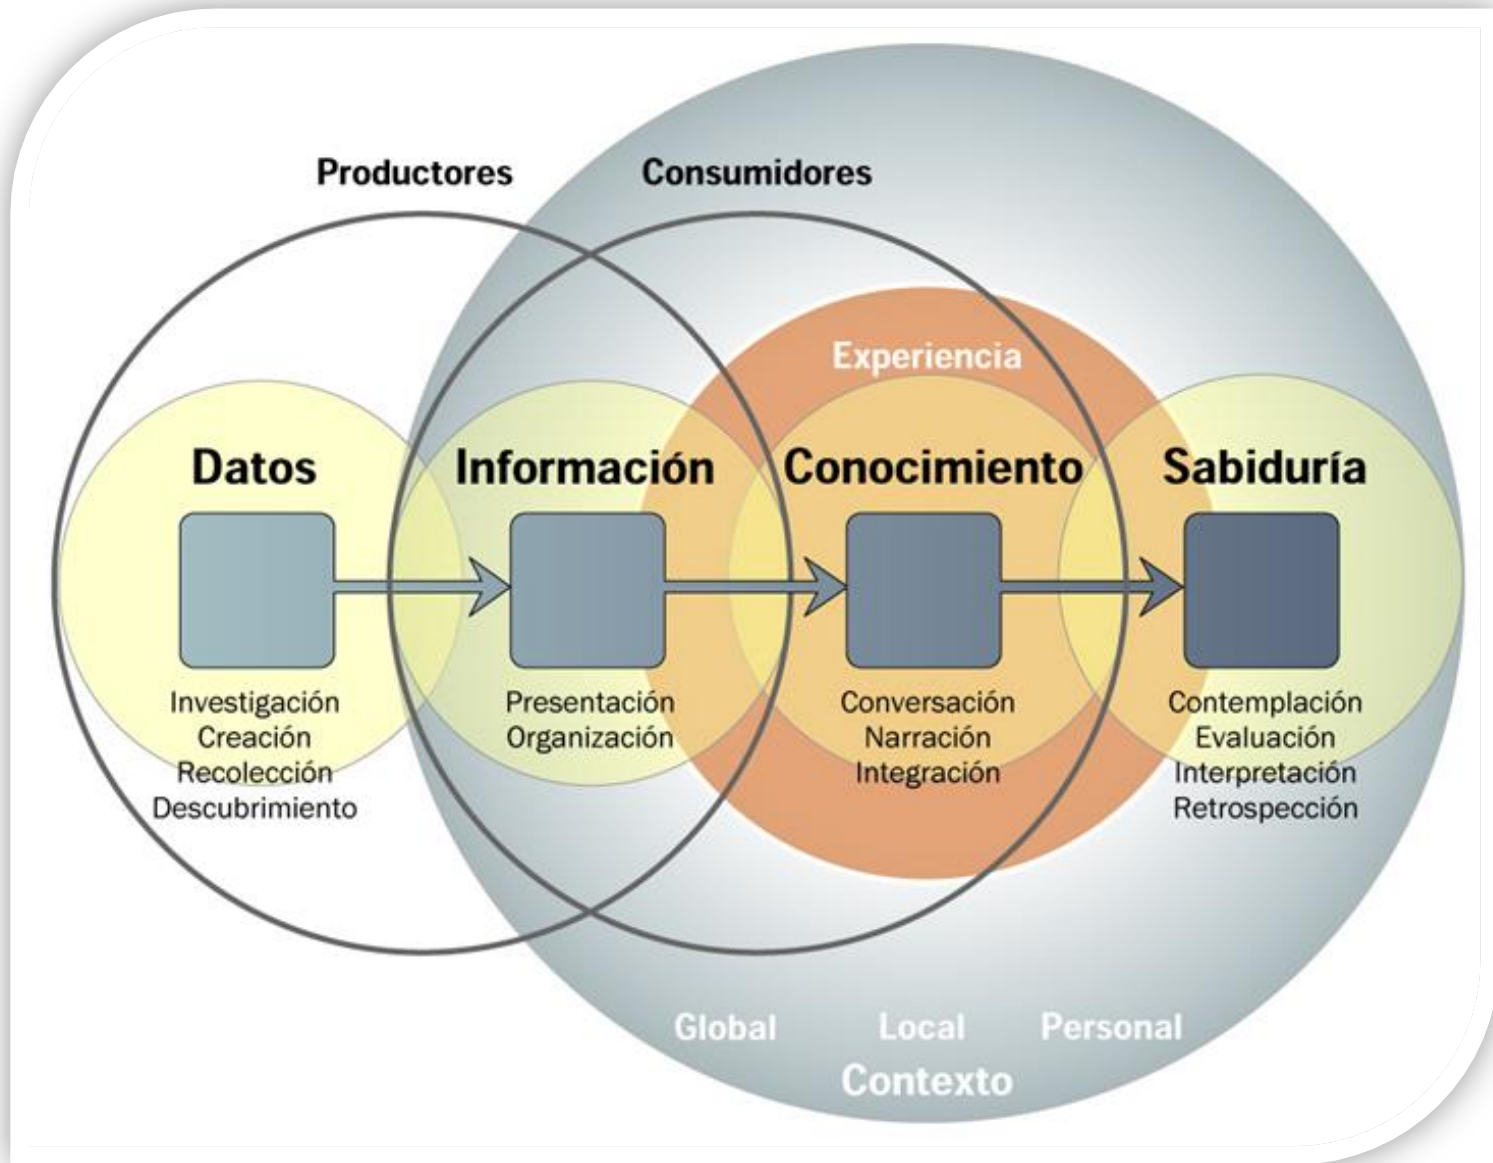 Productores
Consumidores
Experiencia
Datos
Información
Conocimiento
Sabiduría
Investigación
Creación
Recolección
Descubrimiento
Presentación
Organización
Conversación
Narración
Integración
Contemplación
Evaluación
Interpretación
Retrospección
Global
Local
Personal
Contexto